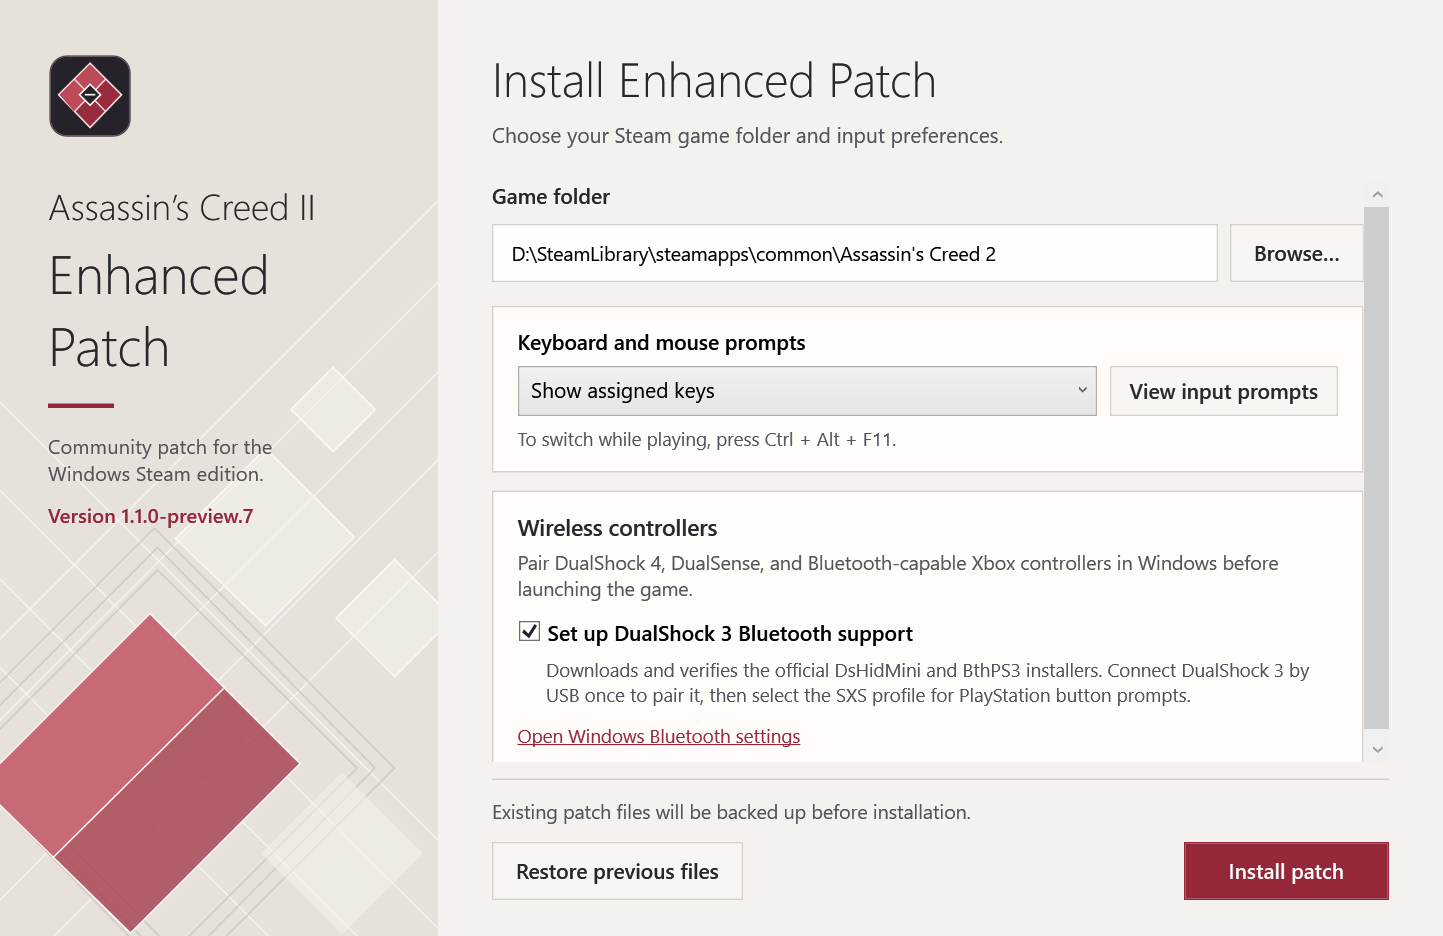 Assassin's Creed II
Enhanced
Patch
Community patch for the
Windows Steam edition.
Version 1.1.0-preview.7
Install Enhanced Patch
Choose your Steam game folder and input preferences.
Game folder
D:\SteamLibrary\steamapps\common\Assassin's Creed 2
Browse...
Keyboard and mouse prompts
Show assigned keys
View input prompts
To switch while playing, press Ctrl + Alt + F11.
Wireless controllers
Pair DualShock 4, DualSense, and Bluetooth-capable Xbox controllers in Windows before
launching the game.
Set up DualShock 3 Bluetooth support
Downloads and verifies the official DsHidMini and BthPS3 installers. Connect DualShock 3 by
USB once to pair it, then select the SXS profile for PlayStation button prompts.
Open Windows Bluetooth settings
Existing patch files will be backed up before installation.
Restore previous files
Install patch